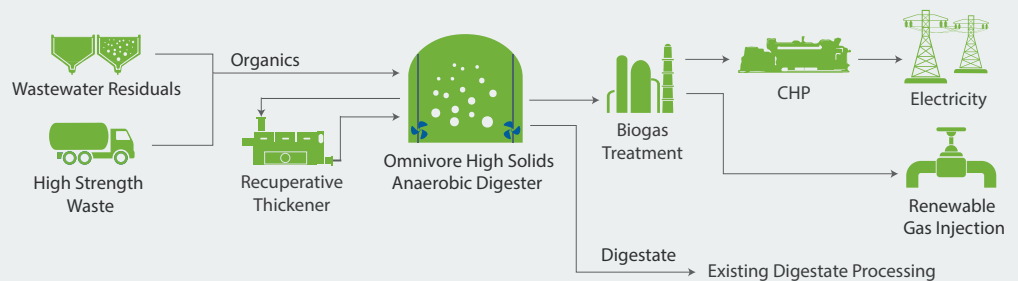 Wastewater Residuals
High Strength
Waste
Organics
Recuperative
Thickener
Omnivore High Solids
Anaerobic Digester
Biogas
Treatment
CHP
Electricity
Renewable
Gas Injection
Digestate
Existing Digestate Processing